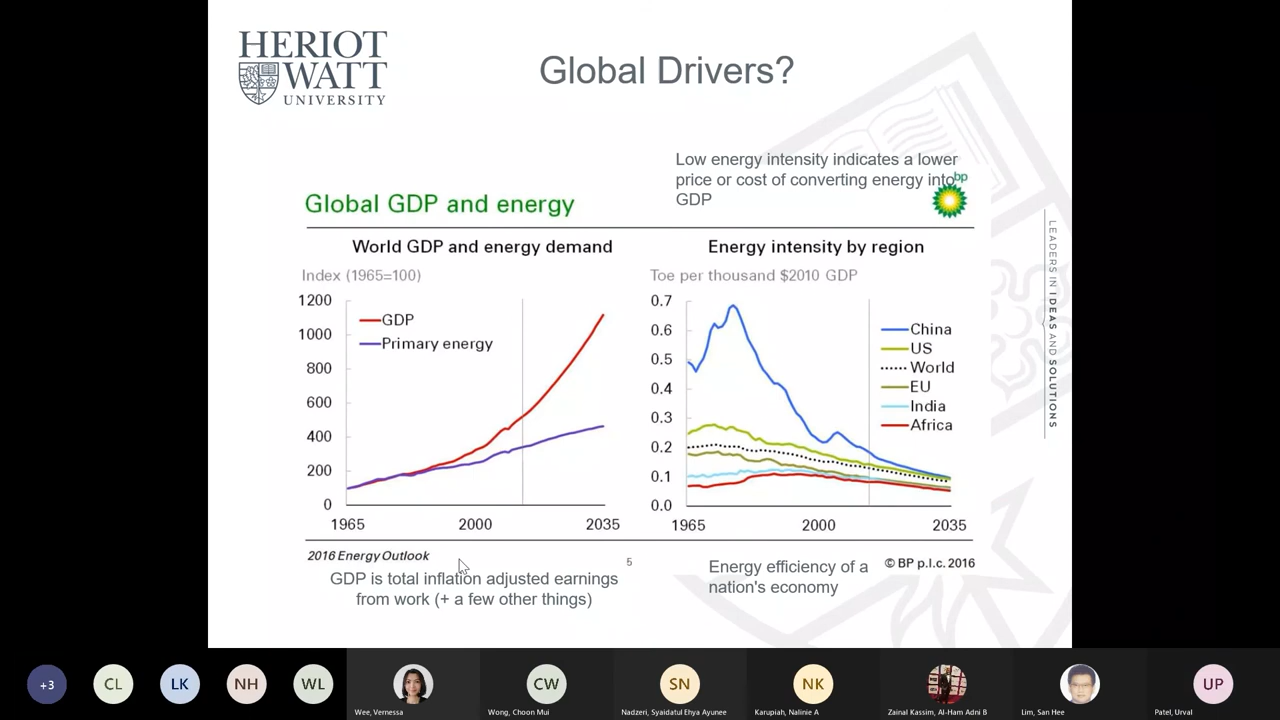 HERIOT
WATT
UNIVERSITY
Global Drivers?
Low energy intensity indicates a lower
price or cost of converting energy into
GDP
bp
Global GDP and energy
World GDP and energy demand
Index (1965=100)
1200
1000
800
600
400
200
0
GDP
Primary energy
1965
2000
2035
Energy intensity by region
Toe per thousand $2010 GDP
0.7
0.6
0.5
0.4
0.3
0.2
0.1
0.0
China
US
World
EU
India
Africa
1965
2000
2035
2016 Energy Outlook
5
© BP p.l.c. 2016
GDP is total inflation adjusted earnings
from work (+ a few other things)
Energy efficiency of a
nation's economy
LEADERS IN IDEAS AND SOLUTIONS
+3
CL
LK
NH
WL
Wee, Vernessa
CW
Wong, Choon Mui
SN
Nadzeri, Syaidatul Ehya Ayunee
NK
Karupiah, Nalinie A
Zainal Kassim, Al-Ham Adni B
Lim, San Hee
UP
Patel, Urval